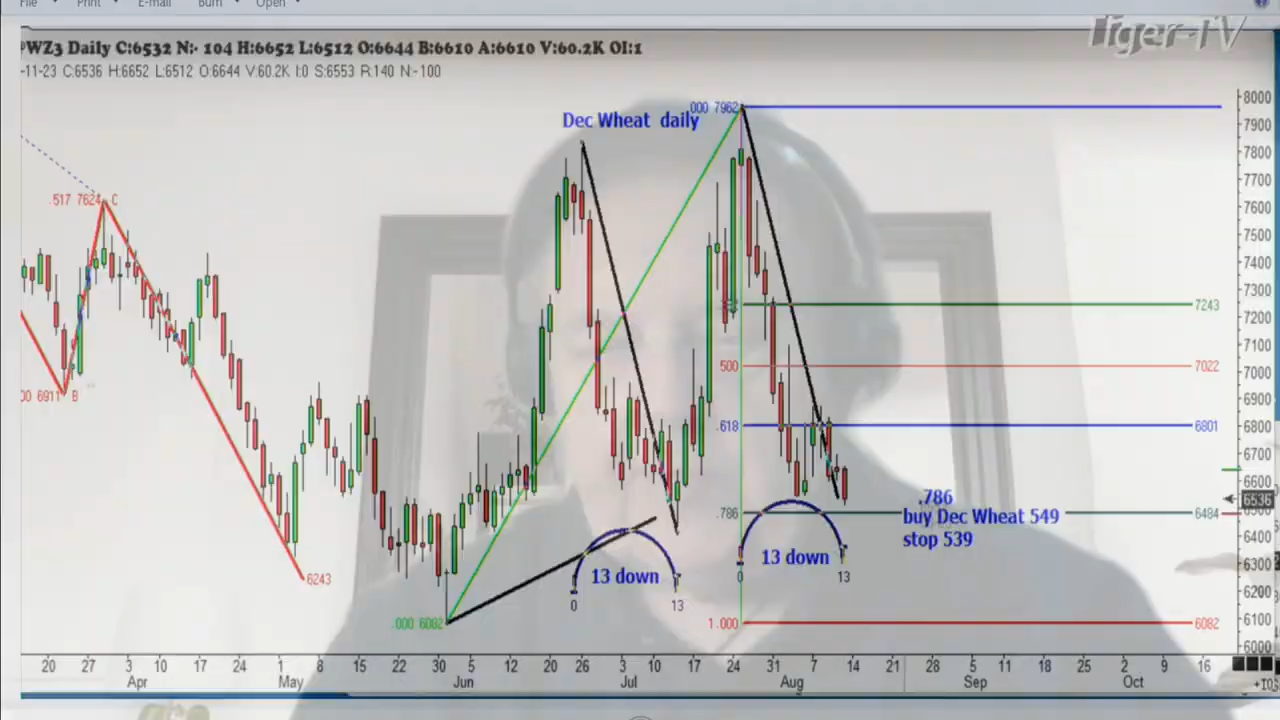 File Print E-mail Burn Open
Tiger-TV
WZ3 Daily C:6532 N:- 104 H:6652 L:6512 O:6644 B:6610 A:6610 V:60.2K OI:1
-11-23 C:6536 H:6652 L:6512 O:6644 V:60.2K I:0 S:6553 R:140 N:-100
Dec Wheat daily
000 7962
.517 7624 C
00 6911 B
6243
.000 6082
500
.618
.786
1.000
7243
7022
6801
6484
6082
.786
buy Dec Wheat 549
stop 539
13 down
0 13
13 down
0 13
8000
7900
7800
7700
7600
7500
7400
7300
7200
7100
7000
6900
6800
6700
6600
6536
6400
6300
6200
6100
6000
20 27 3 10 17 24 1 8 15 22 30 5 12 20 26 3 10 17 24 31 7 14 21 28 5 11 18 25 2 9 16
Apr May Jun Jul Aug Sep Oct